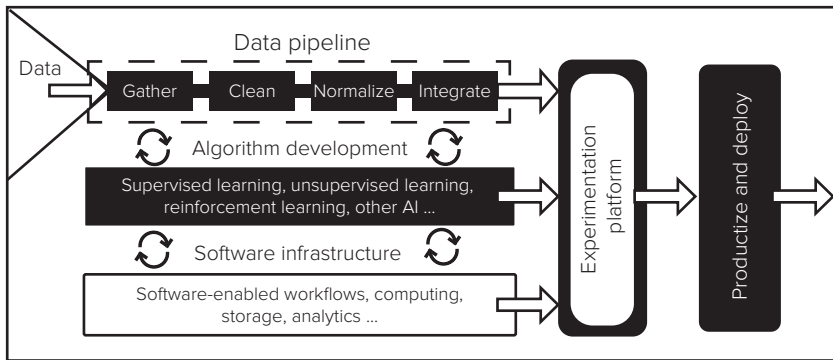 Data pipeline
Data
Gather
Clean
Normalize
Integrate
Algorithm development
Supervised learning, unsupervised learning,
reinforcement learning, other AI ...
Software infrastructure
Software-enabled workflows, computing,
storage, analytics ...
Experimentation
platform
Productize and deploy